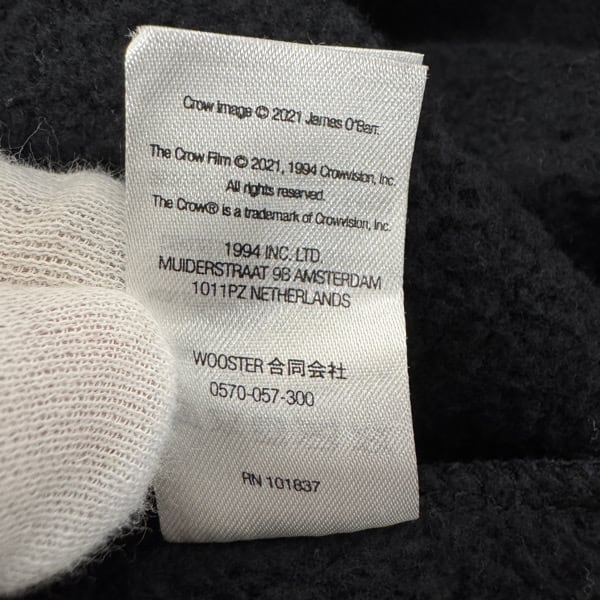 Crow Image © 2021 James O'Barr.
The Crow Film © 2021, 1994 Crowvision, Inc.
All rights reserved.
The Crow® is a trademark of Crowvision, Inc.
1994 INC. LTD.
MUIDERSTRAAT 9B AMSTERDAM
1011PZ NETHERLANDS
WOOSTER 合同会社
0570-057-300
RN 101837